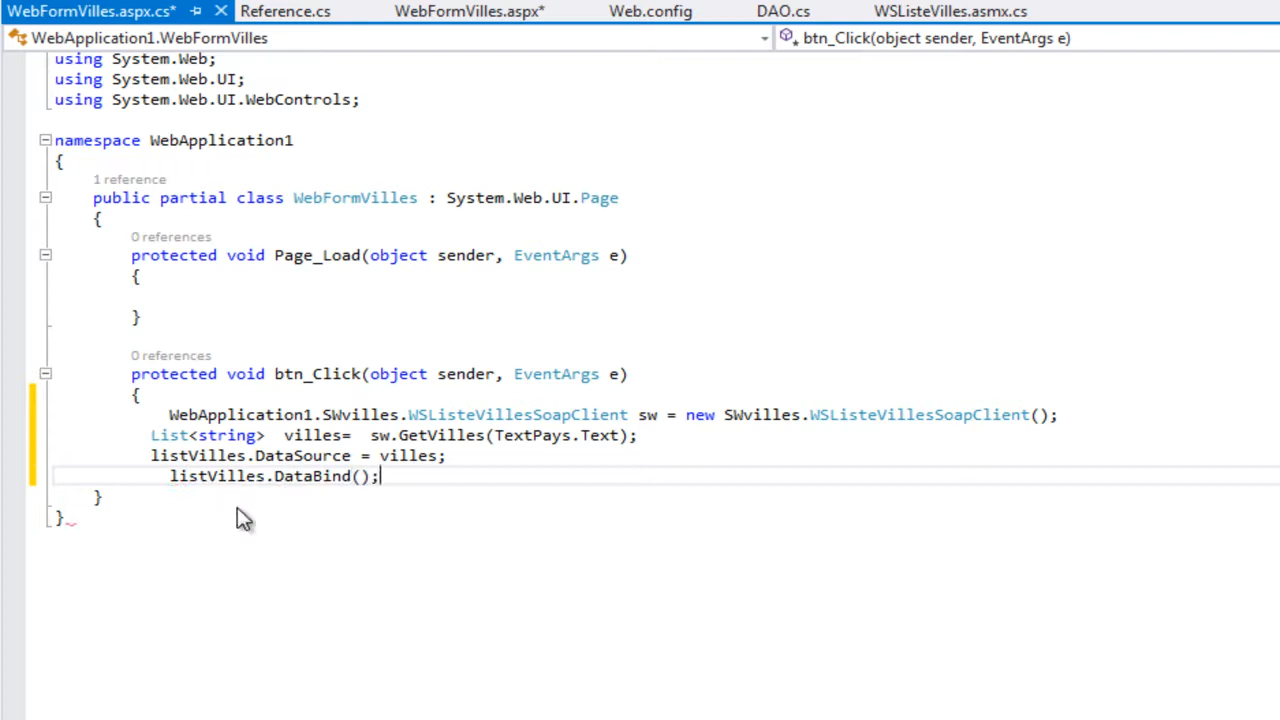 WebFormVilles.aspx.cs* Reference.cs WebFormVilles.aspx* Web.config DAO.cs WSListeVilles.asmx.cs
WebApplication1.WebFormVilles btn_Click(object sender, EventArgs e)
using System.Web;
using System.Web.UI;
using System.Web.UI.WebControls;
namespace WebApplication1
{
1 reference
public partial class WebFormVilles : System.Web.UI.Page
{
0 references
protected void Page_Load(object sender, EventArgs e)
{
}
0 references
protected void btn_Click(object sender, EventArgs e)
{
WebApplication1.SWvilles.WSListeVillesSoapClient sw = new SWvilles.WSListeVillesSoapClient();
List<string> villes= sw.GetVilles(TextPays.Text);
listVilles.DataSource = villes;
listVilles.DataBind();
}
}